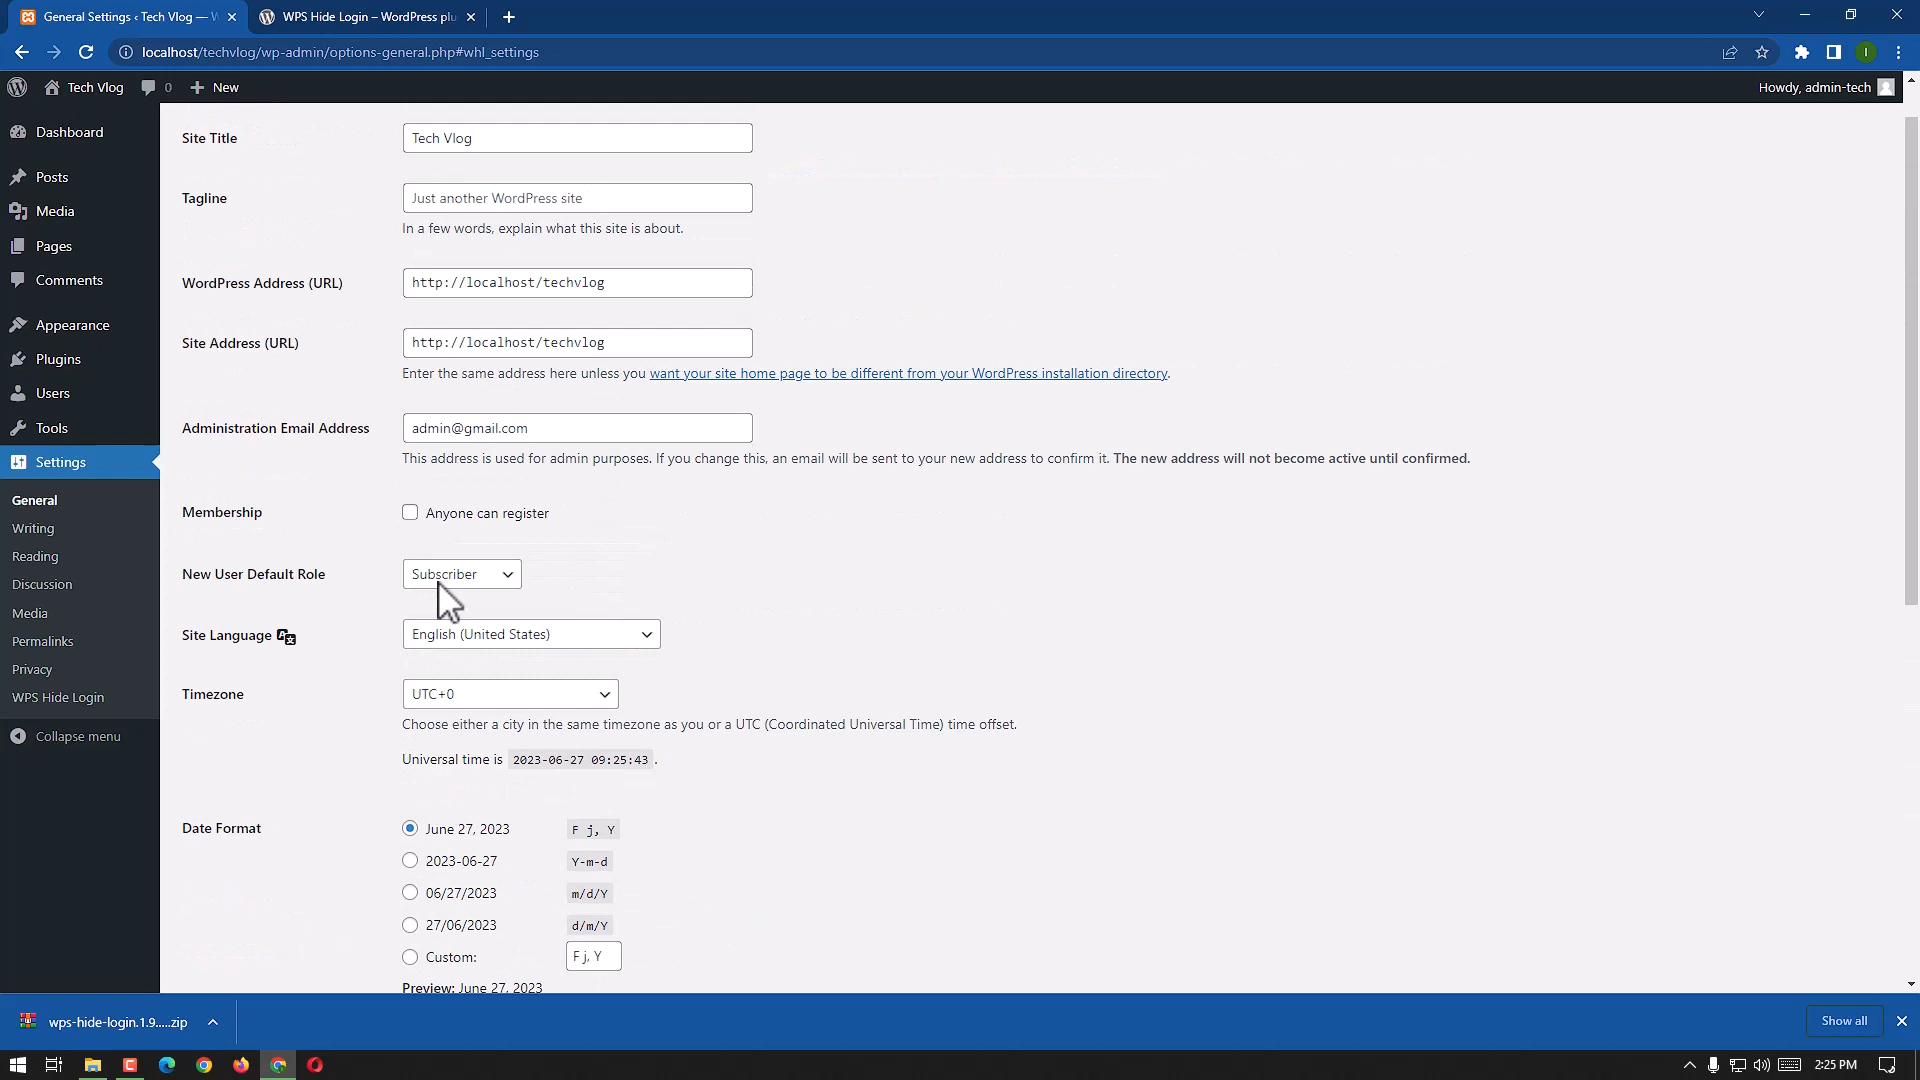 General Settings ‹ Tech Vlog — W
WPS Hide Login – WordPress plu
localhost/techvlog/wp-admin/options-general.php#whl_settings
I
Tech Vlog
0
New
Howdy, admin-tech
Dashboard
Posts
Media
Pages
Comments
Appearance
Plugins
Users
Tools
Settings
General
Writing
Reading
Discussion
Media
Permalinks
Privacy
WPS Hide Login
Collapse menu
Site Title
Tech Vlog
Tagline
Just another WordPress site
In a few words, explain what this site is about.
WordPress Address (URL)
http://localhost/techvlog
Site Address (URL)
http://localhost/techvlog
Enter the same address here unless you want your site home page to be different from your WordPress installation directory.
Administration Email Address
admin@gmail.com
This address is used for admin purposes. If you change this, an email will be sent to your new address to confirm it. The new address will not become active until confirmed.
Membership
Anyone can register
New User Default Role
Subscriber
Site Language
English (United States)
Timezone
UTC+0
Choose either a city in the same timezone as you or a UTC (Coordinated Universal Time) time offset.
Universal time is 2023-06-27 09:25:43 .
Date Format
June 27, 2023 F j, Y
2023-06-27 Y-m-d
06/27/2023 m/d/Y
27/06/2023 d/m/Y
Custom: F j, Y
Preview: June 27, 2023
wps-hide-login.1.9.....zip
Show all
2:25 PM